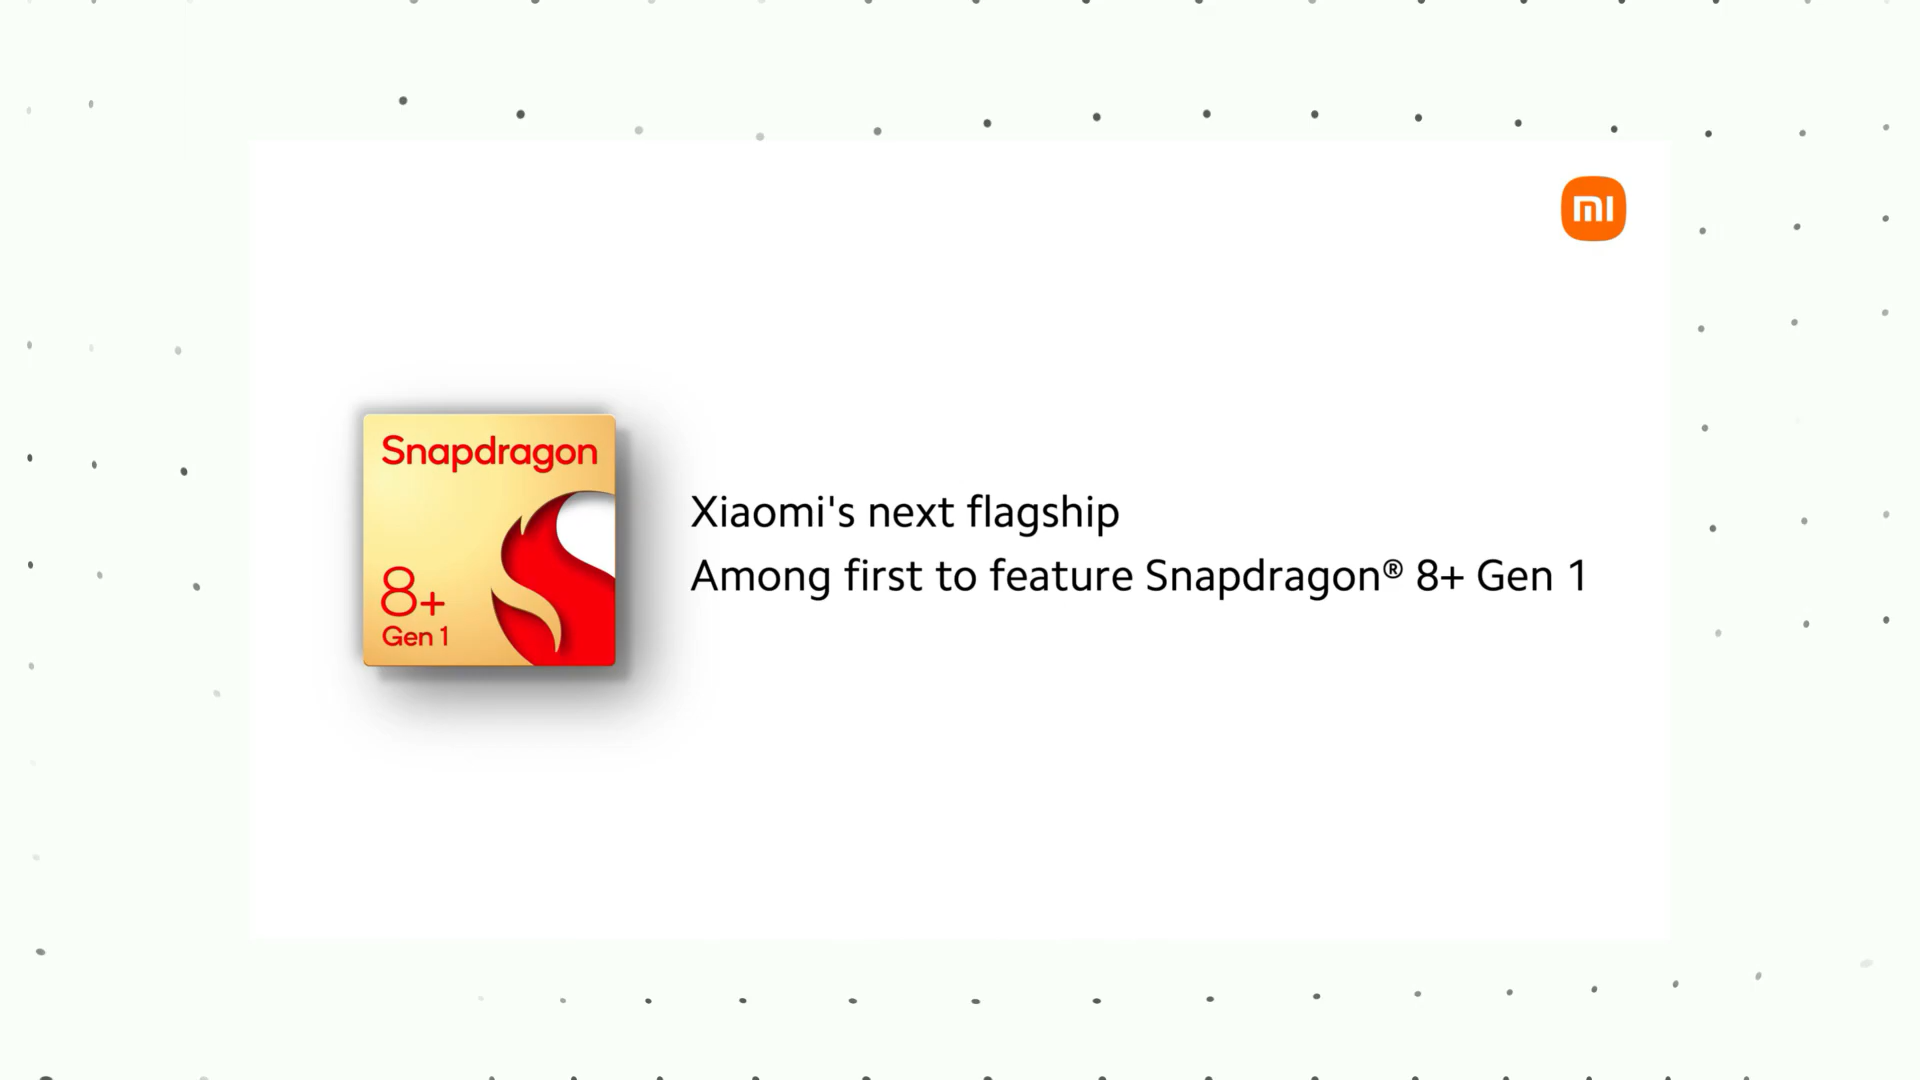 mi
Snapdragon
8+
Gen 1
Xiaomi's next flagship
Among first to feature Snapdragon® 8+ Gen 1